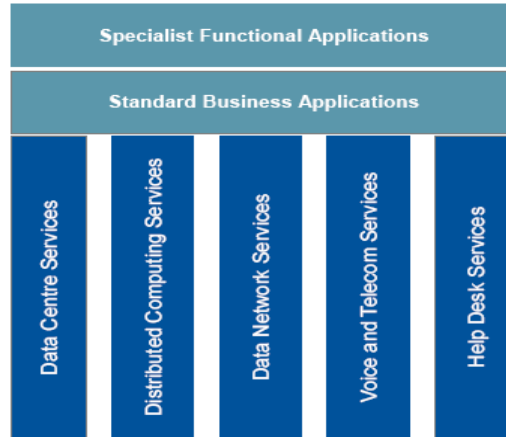 Specialist Functional Applications
Standard Business Applications
Data Centre Services
Distributed Computing Services
Data Network Services
Voice and Telecom Services
Help Desk Services